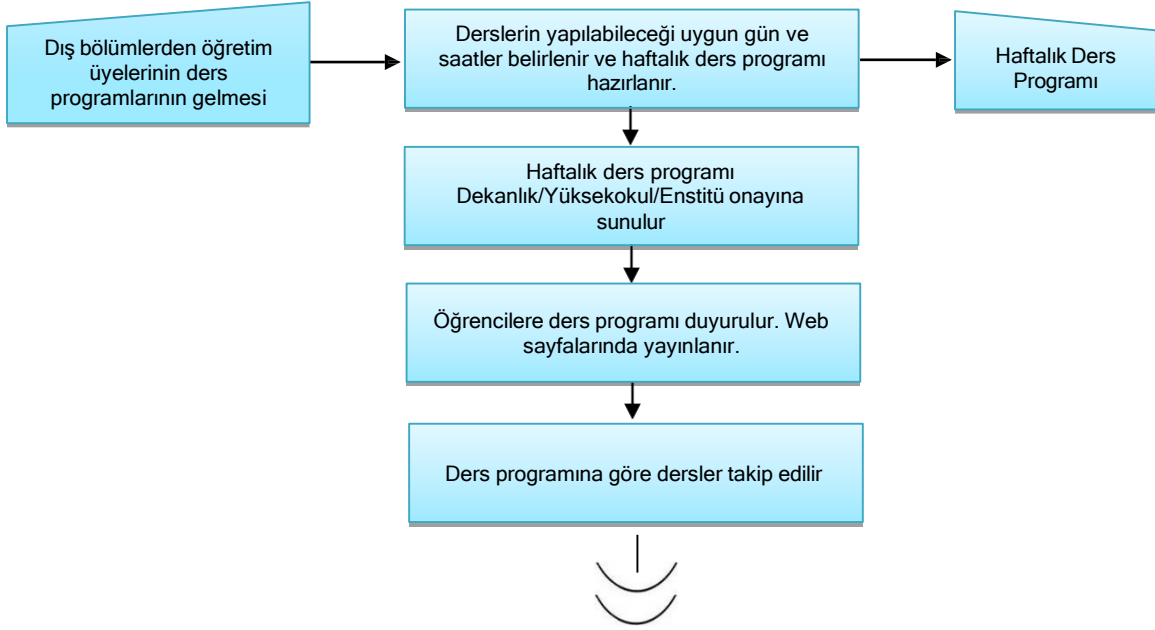 Dış bölümlerden öğretim
üyelerinin ders
programlarının gelmesi
Derslerin yapılabileceği uygun gün ve
saatler belirlenir ve haftalık ders programı
hazırlanır.
Haftalık Ders
Programı
Haftalık ders programı
Dekanlık/Yüksekokul/Enstitü onayına
sunulur
Öğrencilere ders programı duyurulur. Web
sayfalarında yayınlanır.
Ders programına göre dersler takip edilir